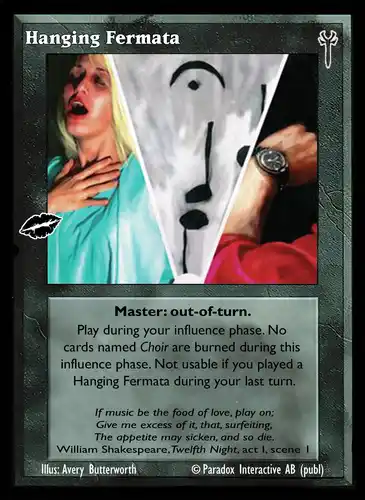 Hanging Fermata
Master: out-of-turn.
Play during your influence phase. No
cards named Choir are burned during this
influence phase. Not usable if you played a
Hanging Fermata during your last turn.
If music be the food of love, play on;
Give me excess of it, that, surfeiting,
The appetite may sicken, and so die.
William Shakespeare, Twelfth Night, act 1, scene 1
Illus: Avery Butterworth
© Paradox Interactive AB (publ)